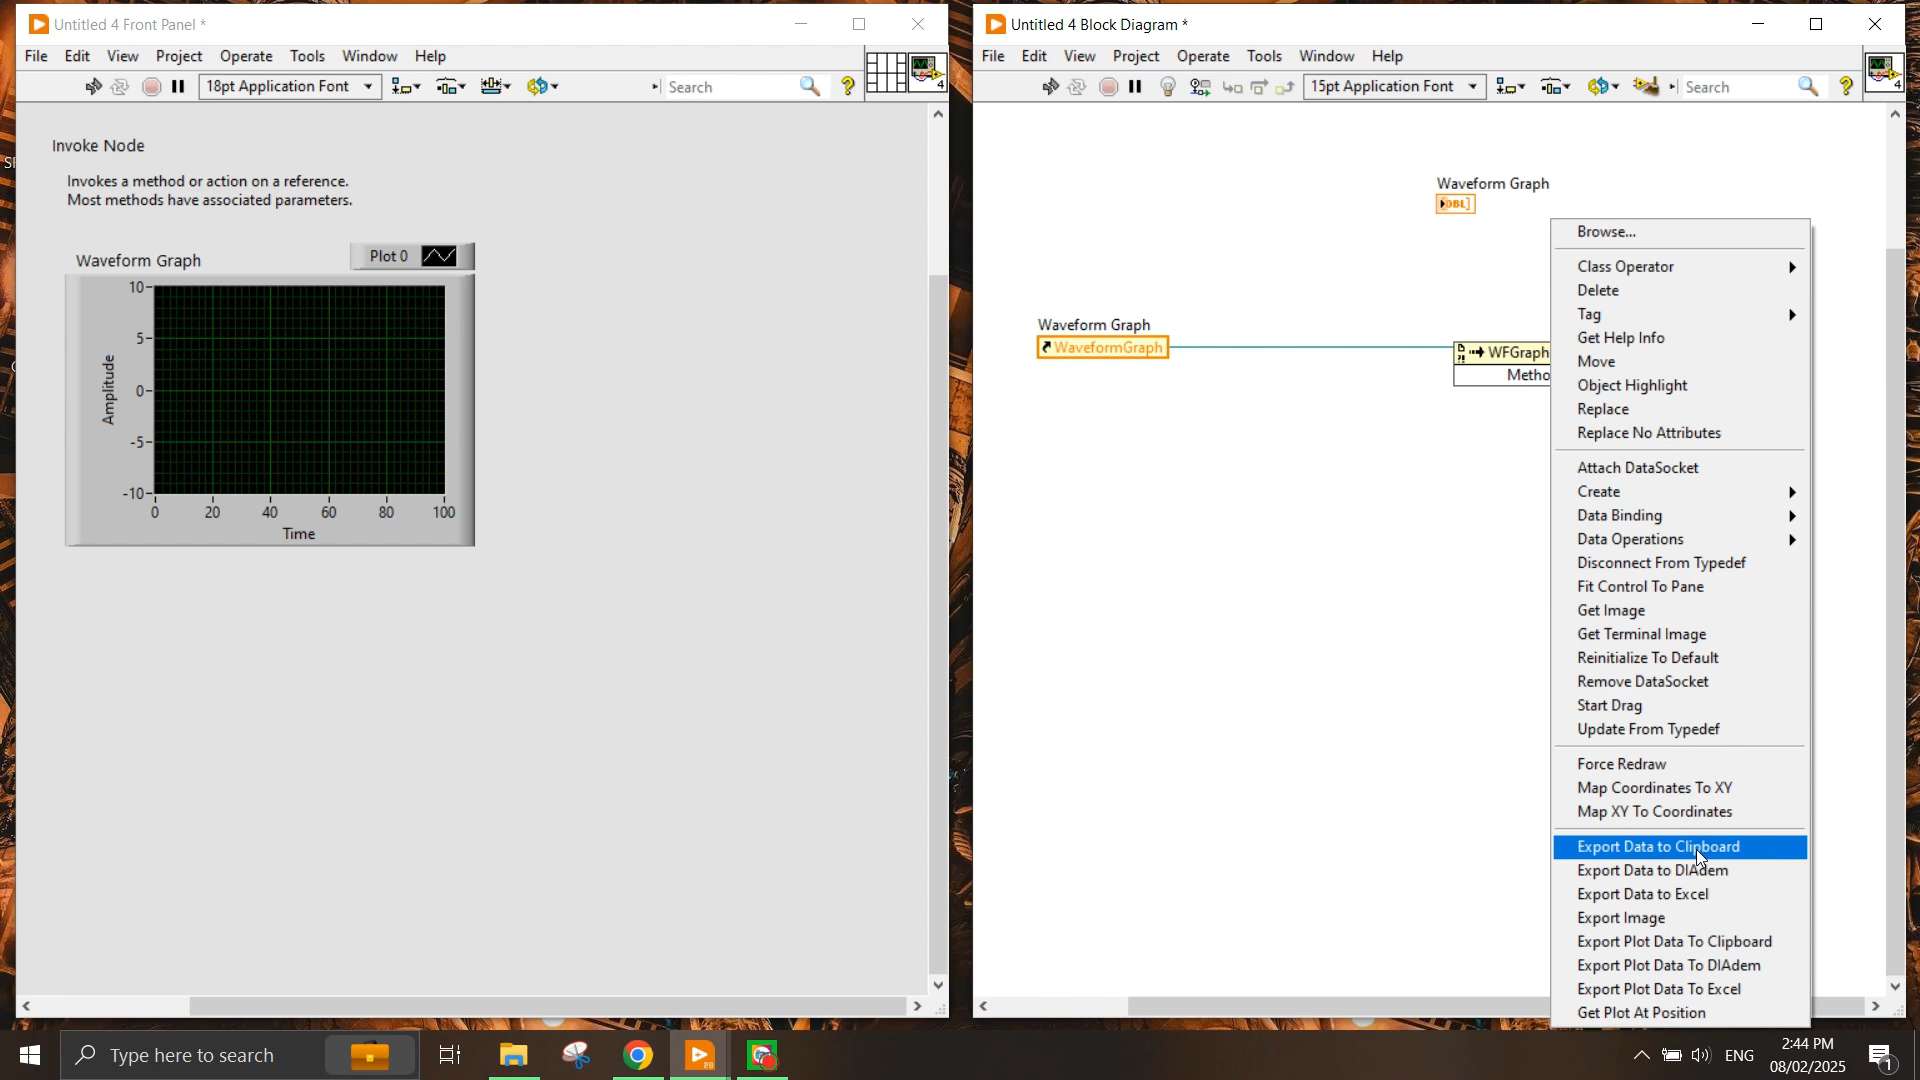 Untitled 4 Front Panel *
File Edit View Project Operate Tools Window Help
18pt Application Font
Search
4
Invoke Node
Invokes a method or action on a reference.
Most methods have associated parameters.
Waveform Graph
Plot 0
10
5
0
-5
-10
Amplitude
0 20 40 60 80 100
Time
Untitled 4 Block Diagram *
File Edit View Project Operate Tools Window Help
15pt Application Font
Search
4
Waveform Graph
DBL]
Waveform Graph
WaveformGraph
WFGraph
Metho
Browse...
Class Operator
Delete
Tag
Get Help Info
Move
Object Highlight
Replace
Replace No Attributes
Attach DataSocket
Create
Data Binding
Data Operations
Disconnect From Typedef
Fit Control To Pane
Get Image
Get Terminal Image
Reinitialize To Default
Remove DataSocket
Start Drag
Update From Typedef
Force Redraw
Map Coordinates To XY
Map XY To Coordinates
Export Data to Clipboard
Export Data to DIAdem
Export Data to Excel
Export Image
Export Plot Data To Clipboard
Export Plot Data To DIAdem
Export Plot Data To Excel
Get Plot At Position
Type here to search
ENG
2:44 PM
08/02/2025
1